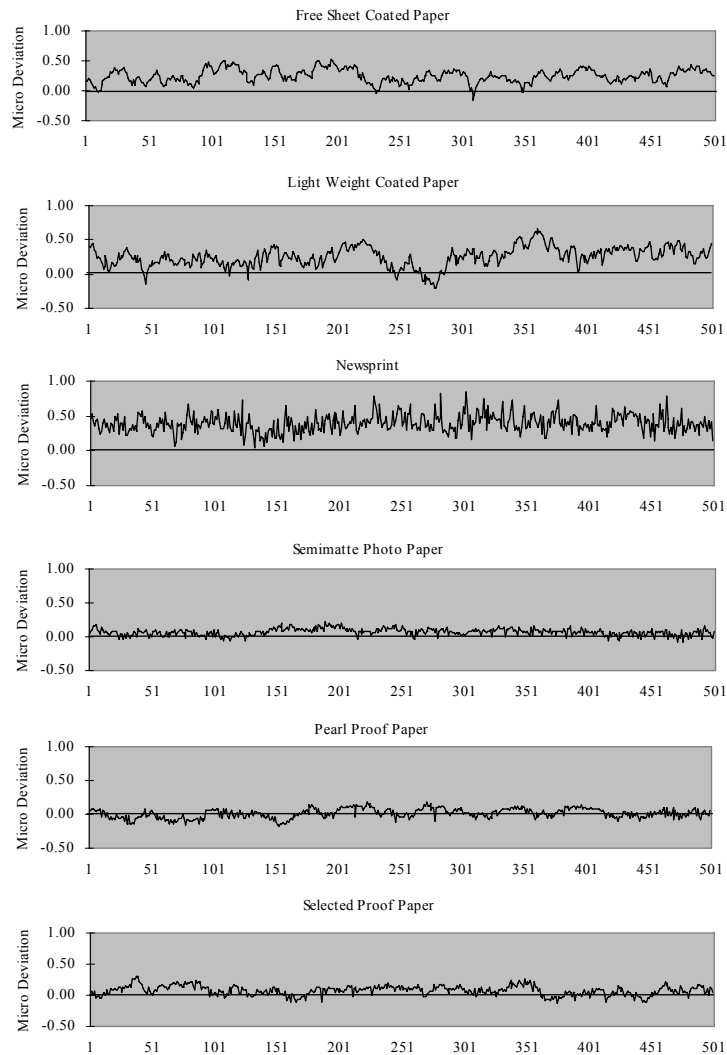 Free Sheet Coated Paper
Micro Deviation
1.00
0.50
0.00
-0.50
1 51 101 151 201 251 301 351 401 451 501
Light Weight Coated Paper
Micro Deviation
1.00
0.50
0.00
-0.50
1 51 101 151 201 251 301 351 401 451 501
Newsprint
Micro Deviation
1.00
0.50
0.00
-0.50
1 51 101 151 201 251 301 351 401 451 501
Semimatte Photo Paper
Micro Deviation
1.00
0.50
0.00
-0.50
1 51 101 151 201 251 301 351 401 451 501
Pearl Proof Paper
Micro Deviation
1.00
0.50
0.00
-0.50
1 51 101 151 201 251 301 351 401 451 501
Selected Proof Paper
Micro Deviation
1.00
0.50
0.00
-0.50
1 51 101 151 201 251 301 351 401 451 501